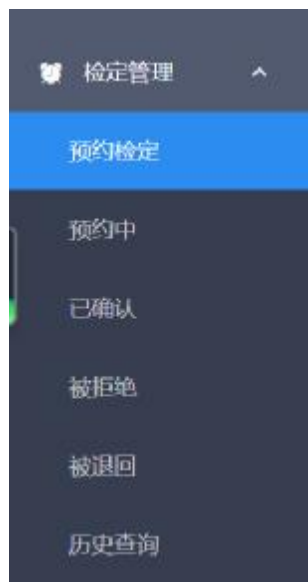 检定管理
预约检定
预约中
已确认
被拒绝
被退回
历史查询